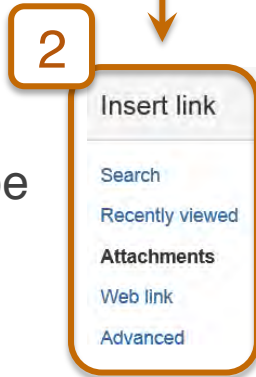 2
Insert link
Search
Recently viewed
Attachments
Web link
Advanced